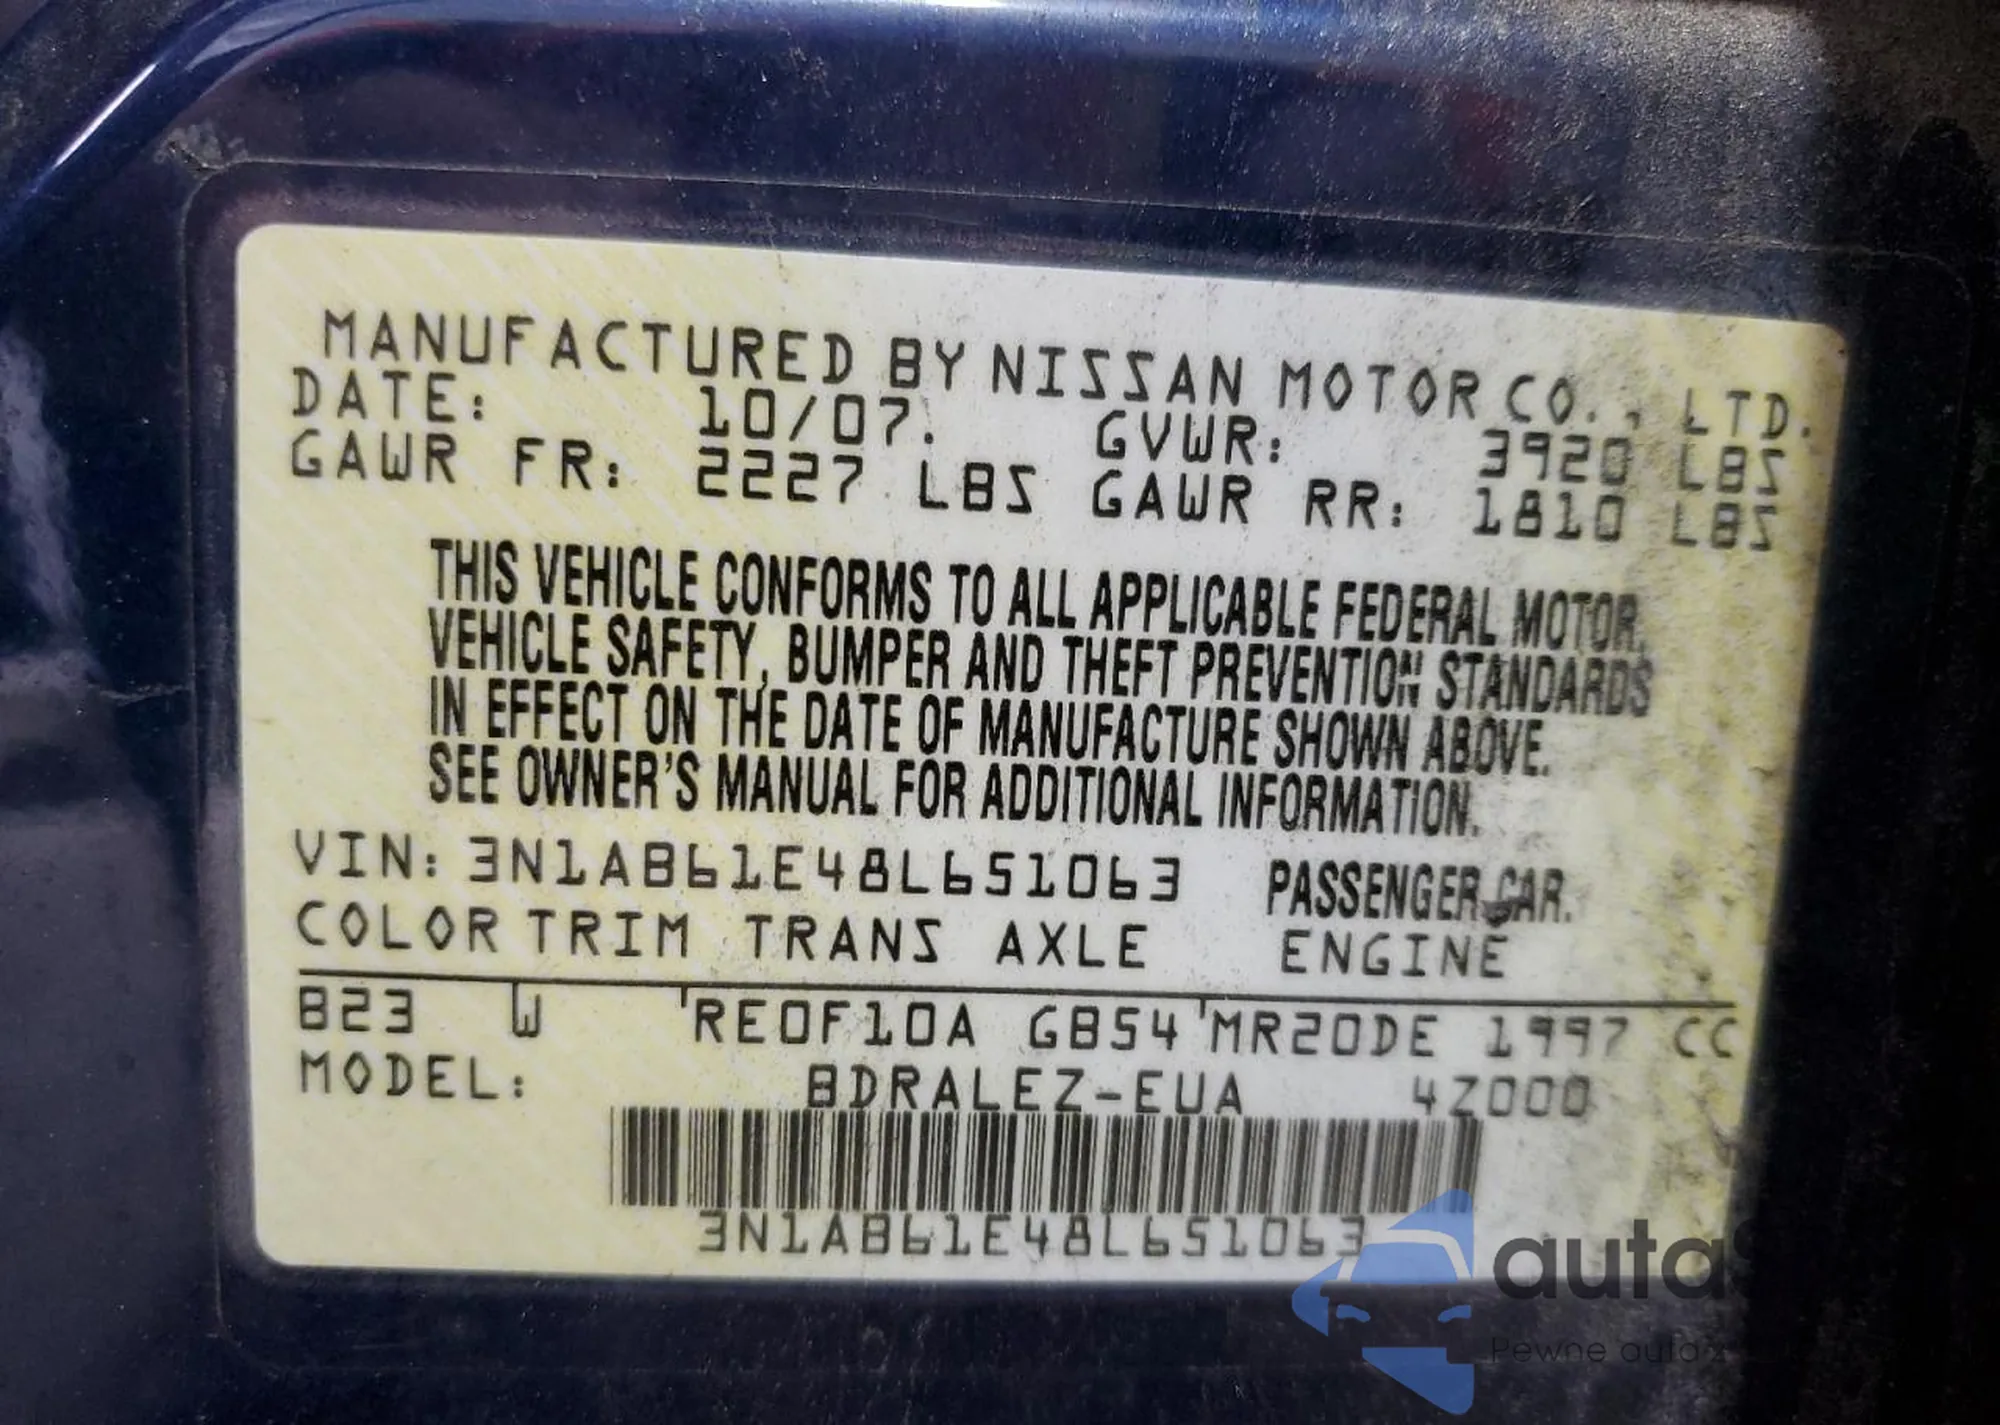 MANUFACTURED BY NISSAN MOTOR CO., LTD.
DATE: 10/07. GVWR: 3920 LBS
GAWR FR: 2227 LBS GAWR RR: 1810 LBS
THIS VEHICLE CONFORMS TO ALL APPLICABLE FEDERAL MOTOR
VEHICLE SAFETY, BUMPER AND THEFT PREVENTION STANDARDS
IN EFFECT ON THE DATE OF MANUFACTURE SHOWN ABOVE.
SEE OWNER'S MANUAL FOR ADDITIONAL INFORMATION.
VIN: 3N1AB61E48L651063 PASSENGER CAR.
COLOR TRIM TRANS AXLE ENGINE
B23 W 'RE0F10A GB54 'MR20DE 1997 CC
MODEL: BDRALEZ-EUA 4Z000
3N1AB61E48L651063
Pewne auta